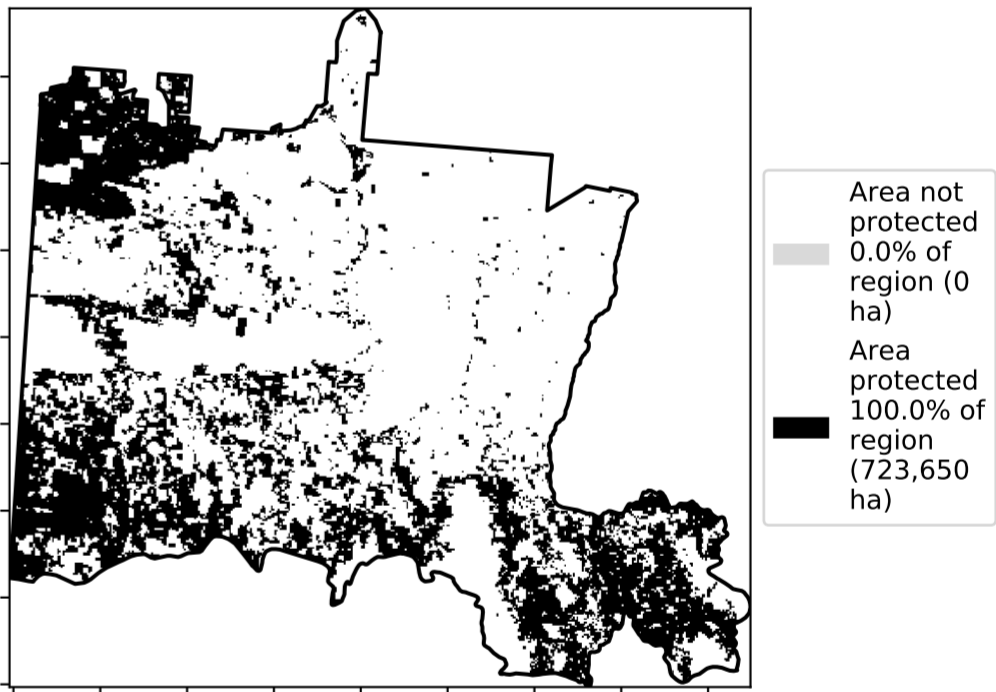 Area not
protected
0.0% of
region (0
ha)
Area
protected
100.0% of
region
(723,650
ha)